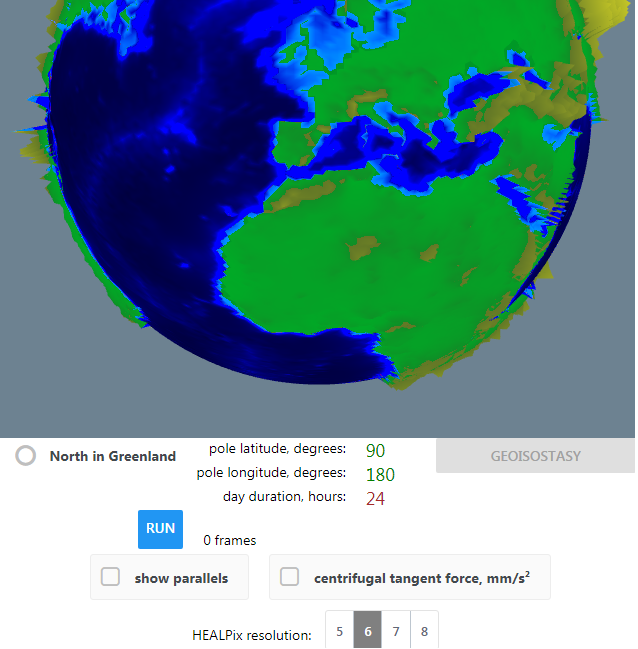 North in Greenland
pole latitude, degrees: 90
GEOISOSTASY
pole longitude, degrees: 180
day duration, hours: 24
RUN
0 frames
show parallels
centrifugal tangent force, mm/s²
HEALPix resolution: 5 6 7 8